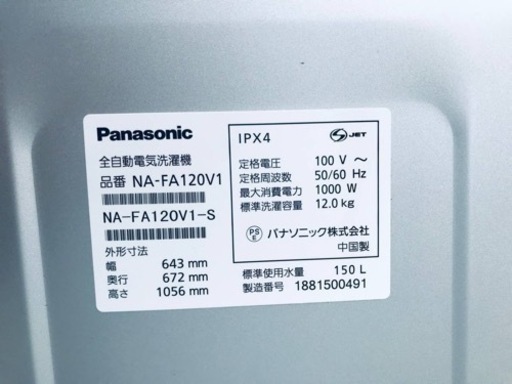 Panasonic
全自動電気洗濯機
品番 NA-FA120V1
NA-FA120V1-S
外形寸法
幅 643 mm
奥行 672 mm
高さ 1056 mm
IPX4
JET
定格電圧 100 V ～
定格周波数 50/60 Hz
最大消費電力 1000 W
標準洗濯容量 12.0 kg
PS E パナソニック株式会社
中国製
標準使用水量 150 L
製造番号 1881500491